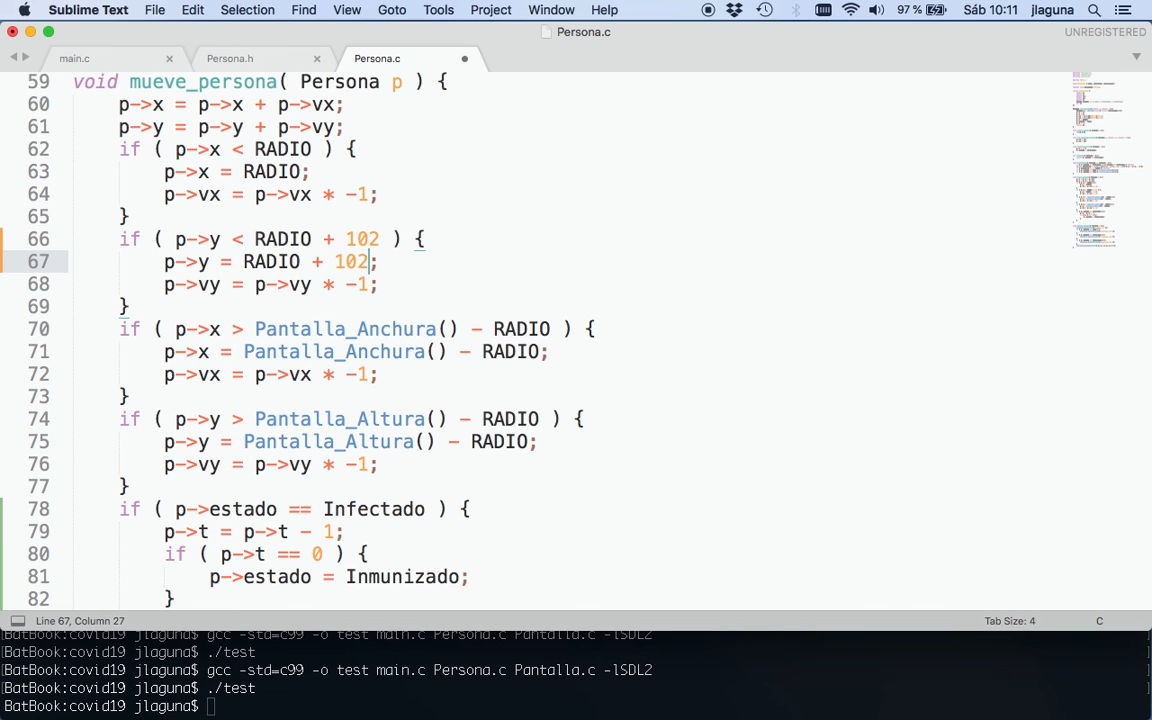 Sublime Text File Edit Selection Find View Goto Tools Project Window Help 97 % Sáb 10:11 jlaguna
Persona.c UNREGISTERED
main.c Persona.h Persona.c
59 void mueve_persona( Persona p ) {
60 p->x = p->x + p->vx;
61 p->y = p->y + p->vy;
62 if ( p->x < RADIO ) {
63 p->x = RADIO;
64 p->vx = p->vx * -1;
65 }
66 if ( p->y < RADIO + 102 ) {
67 p->y = RADIO + 102;
68 p->vy = p->vy * -1;
69 }
70 if ( p->x > Pantalla_Anchura() - RADIO ) {
71 p->x = Pantalla_Anchura() - RADIO;
72 p->vx = p->vx * -1;
73 }
74 if ( p->y > Pantalla_Altura() - RADIO ) {
75 p->y = Pantalla_Altura() - RADIO;
76 p->vy = p->vy * -1;
77 }
78 if ( p->estado == Infectado ) {
79 p->t = p->t - 1;
80 if ( p->t == 0 ) {
81 p->estado = Inmunizado;
82 }
Line 67, Column 27 Tab Size: 4 C
[BatBook:covid19 jlaguna$ gcc -std=c99 -o test main.c Persona.c Pantalla.c -lSDL2 ]
[BatBook:covid19 jlaguna$ ./test ]
[BatBook:covid19 jlaguna$ gcc -std=c99 -o test main.c Persona.c Pantalla.c -lSDL2 ]
[BatBook:covid19 jlaguna$ ./test ]
BatBook:covid19 jlaguna$